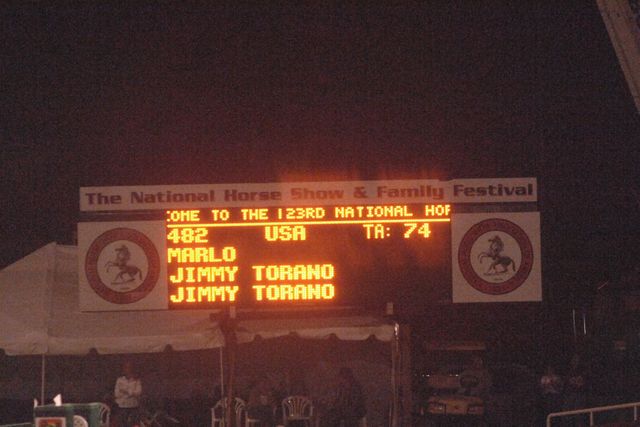 The National Horse Show & Family Festival
OME TO THE 123RD NATIONAL HOR
482 USA TA: 74
MARLO
JIMMY TORANO
JIMMY TORANO